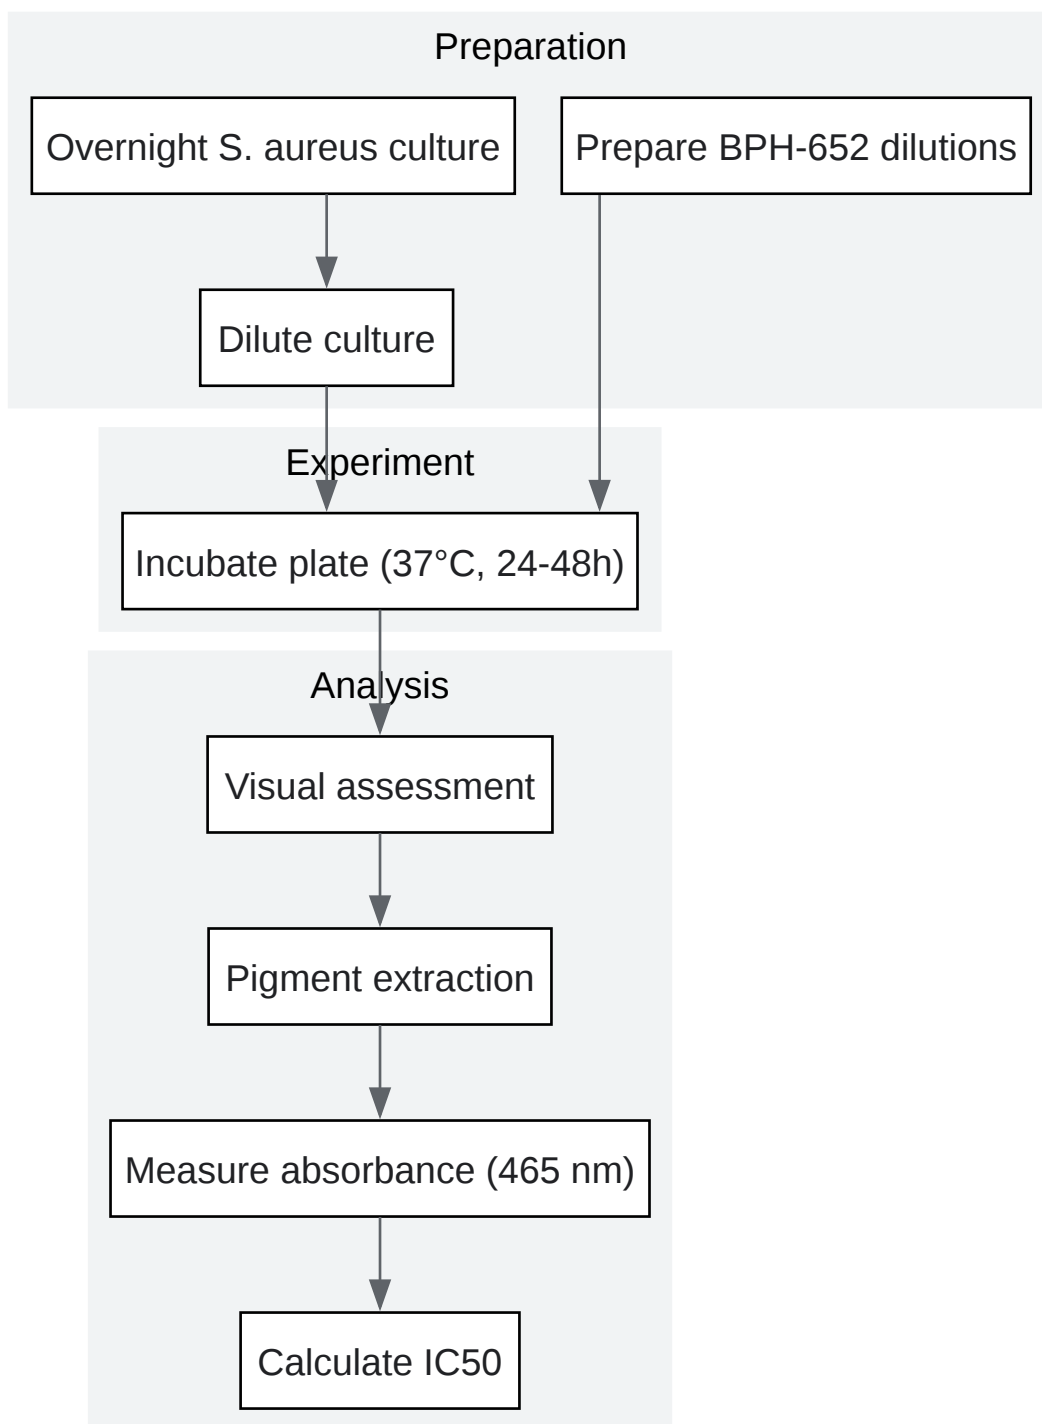 Preparation
Overnight S. aureus culture
Prepare BPH-652 dilutions
Dilute culture
Experiment
Incubate plate (37°C, 24-48h)
Analysis
Visual assessment
Pigment extraction
Measure absorbance (465 nm)
Calculate IC50